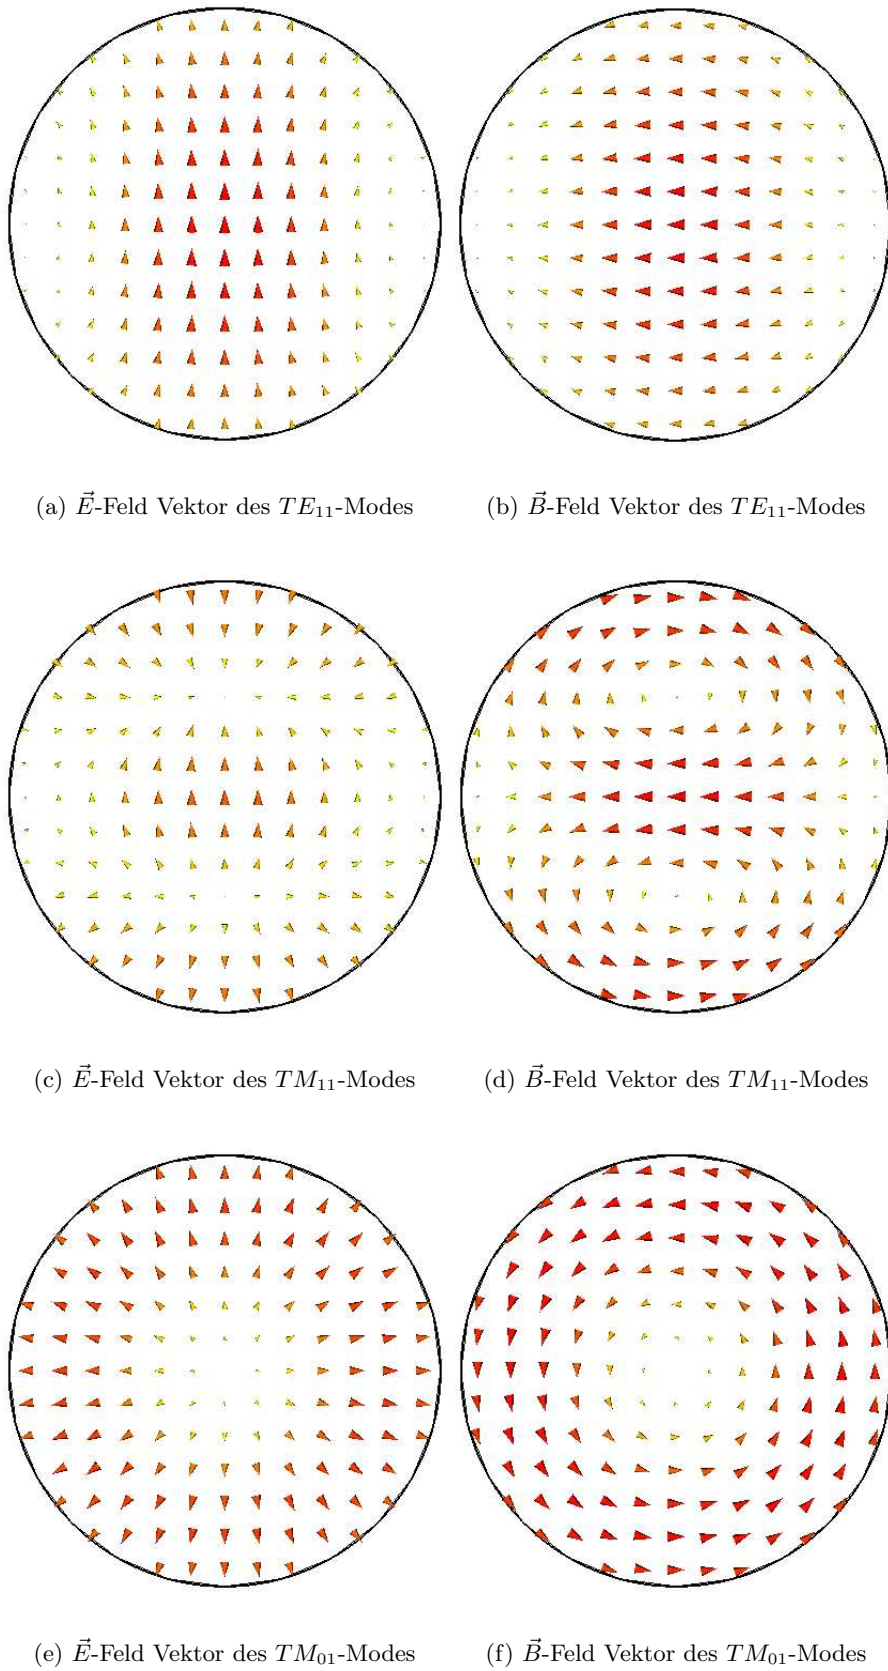 (a) $\vec{E}$-Feld Vektor des $TE_{11}$-Modes
(b) $\vec{B}$-Feld Vektor des $TE_{11}$-Modes
(c) $\vec{E}$-Feld Vektor des $TM_{11}$-Modes
(d) $\vec{B}$-Feld Vektor des $TM_{11}$-Modes
(e) $\vec{E}$-Feld Vektor des $TM_{01}$-Modes
(f) $\vec{B}$-Feld Vektor des $TM_{01}$-Modes